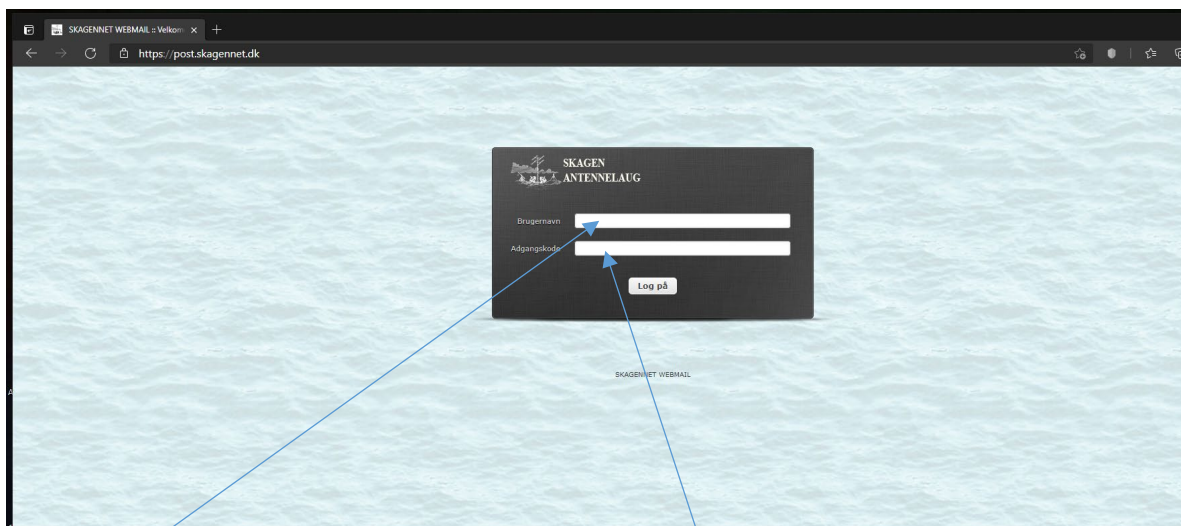 SKAGENNET WEBMAIL :: Velkom
https://post.skagennet.dk
SKAGEN
ANTENNELAUG
Brugernavn
Adgangskode
Log på
SKAGENNET WEBMAIL